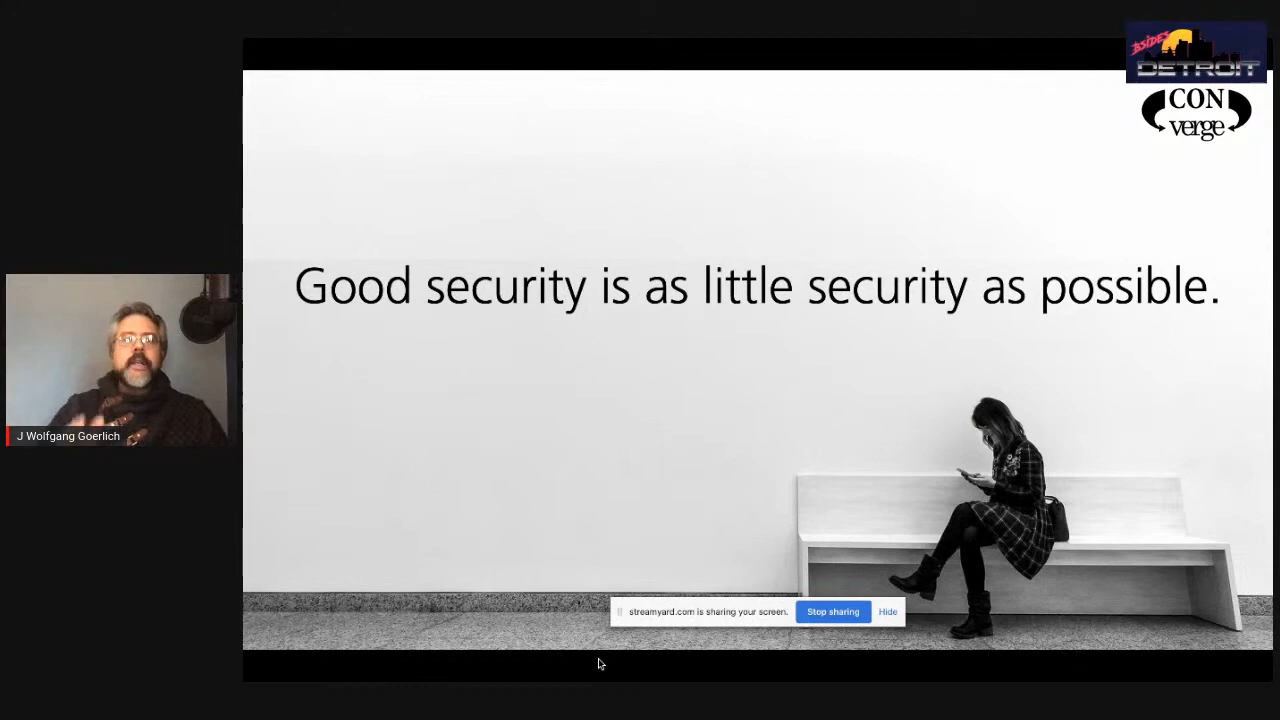 BSIDES
DETROIT
CON
verge
Good security is as little security as possible.
J Wolfgang Goerlich
streamyard.com is sharing your screen.
Stop sharing
Hide